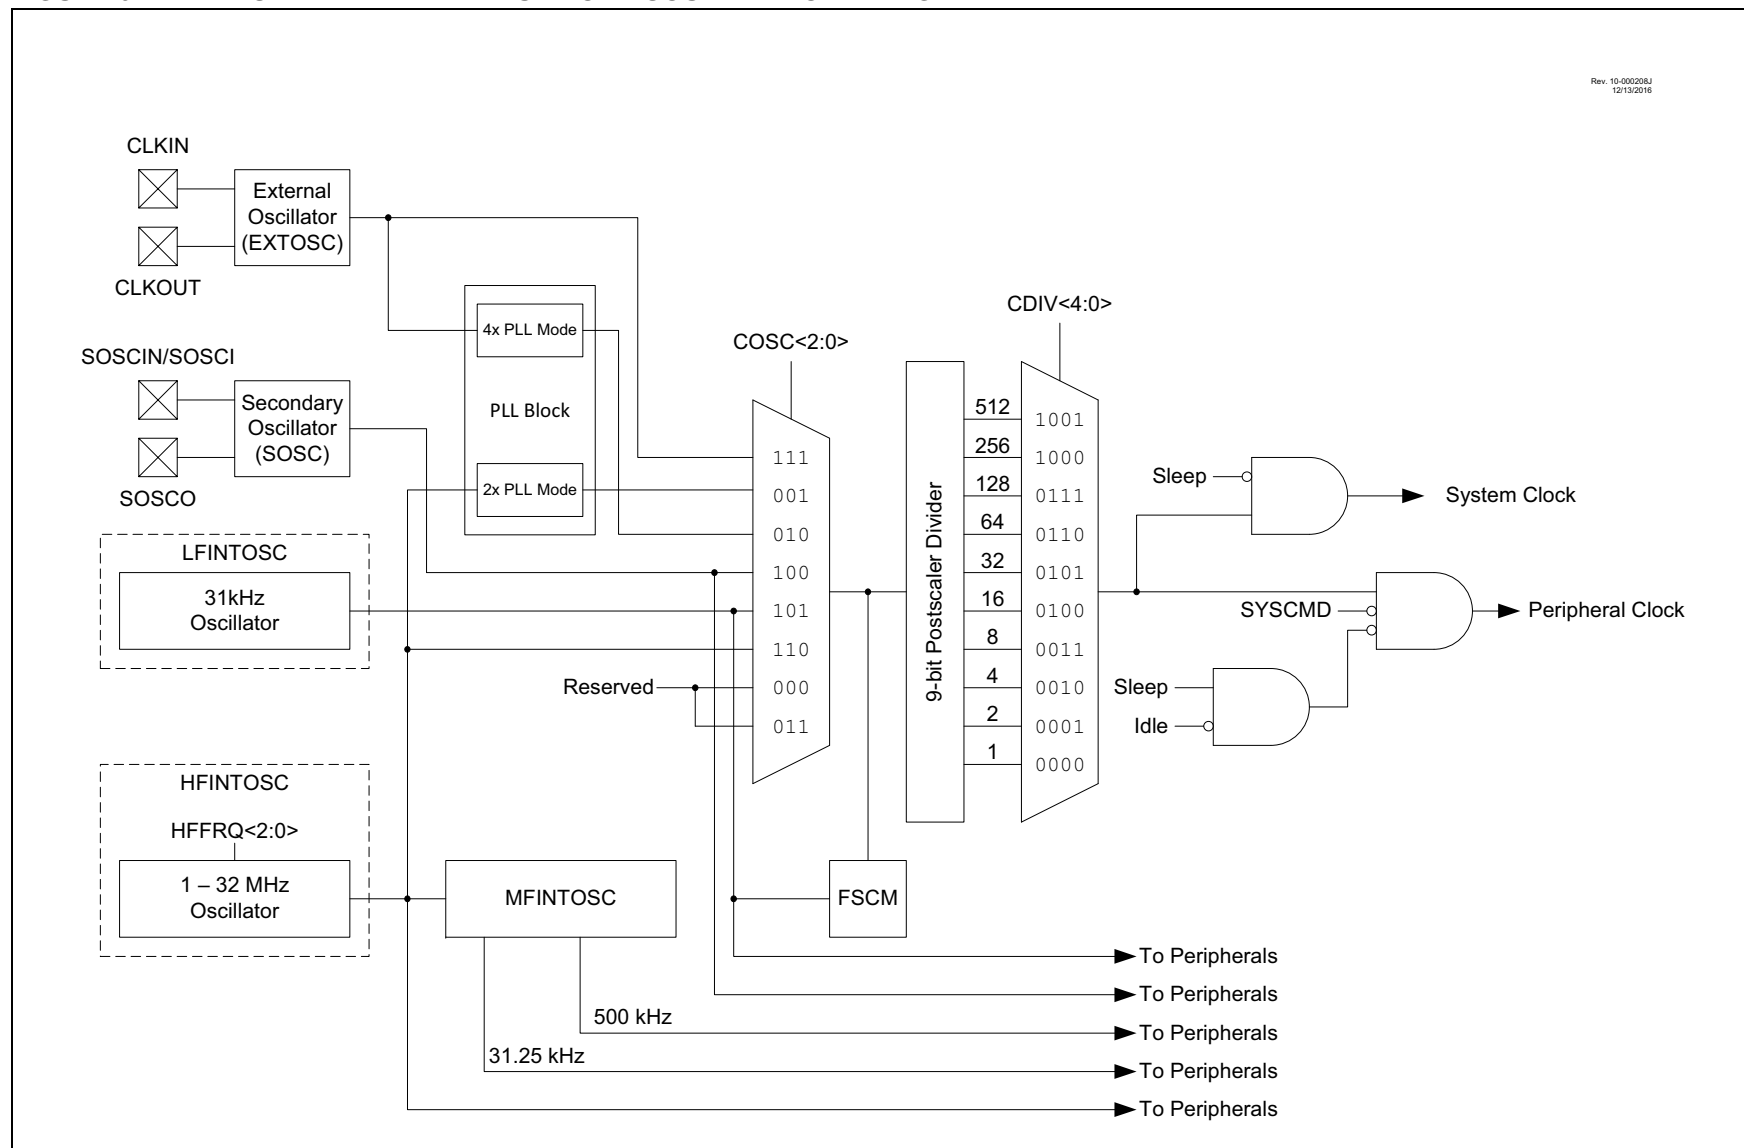 Rev. 10-000208J
12/13/2016
CLKIN
External
Oscillator
(EXTOSC)
CLKOUT
4x PLL Mode
PLL Block
2x PLL Mode
SOSCIN/SOSCI
Secondary
Oscillator
(SOSC)
SOSCO
LFINTOSC
31kHz
Oscillator
Reserved
HFINTOSC
HFFRQ<2:0>
1 – 32 MHz
Oscillator
MFINTOSC
FSCM
COSC<2:0>
111
001
010
100
101
110
000
011
9-bit Postscaler Divider
CDIV<4:0>
512 1001
256 1000
128 0111
64 0110
32 0101
16 0100
8 0011
4 0010
2 0001
1 0000
Sleep
System Clock
SYSCMD
Peripheral Clock
Sleep
Idle
To Peripherals
To Peripherals
500 kHz
To Peripherals
31.25 kHz
To Peripherals
To Peripherals